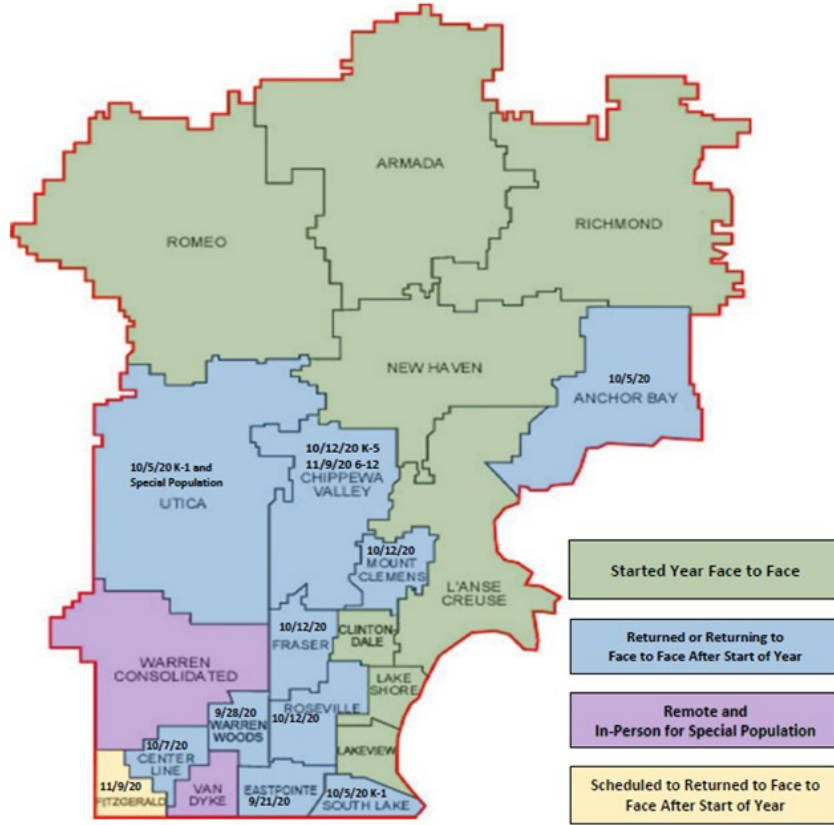 ARMADA
RICHMOND
ROMEO
NEW HAVEN
10/5/20
ANCHOR BAY
10/12/20 K-5
11/9/20 6-12
CHIPPEWA
VALLEY
10/5/20 K-1 and
Special Population
UTICA
10/12/20
MOUNT
CLEMENS
L'ANSE
CREUSE
10/12/20
FRASER
CLINTON-
DALE
WARREN
CONSOLIDATED
LAKE
SHORE
ROSEVILLE
10/12/20
9/28/20
WARREN
WOODS
10/7/20
CENTER
LINE
LAKEVIEW
11/9/20
FITZGERALD
VAN
DYKE
EASTPOINTE
9/21/20
10/5/20 K-1
SOUTH LAKE
Started Year Face to Face
Returned or Returning to
Face to Face After Start of Year
Remote and
In-Person for Special Population
Scheduled to Returned to Face to
Face After Start of Year